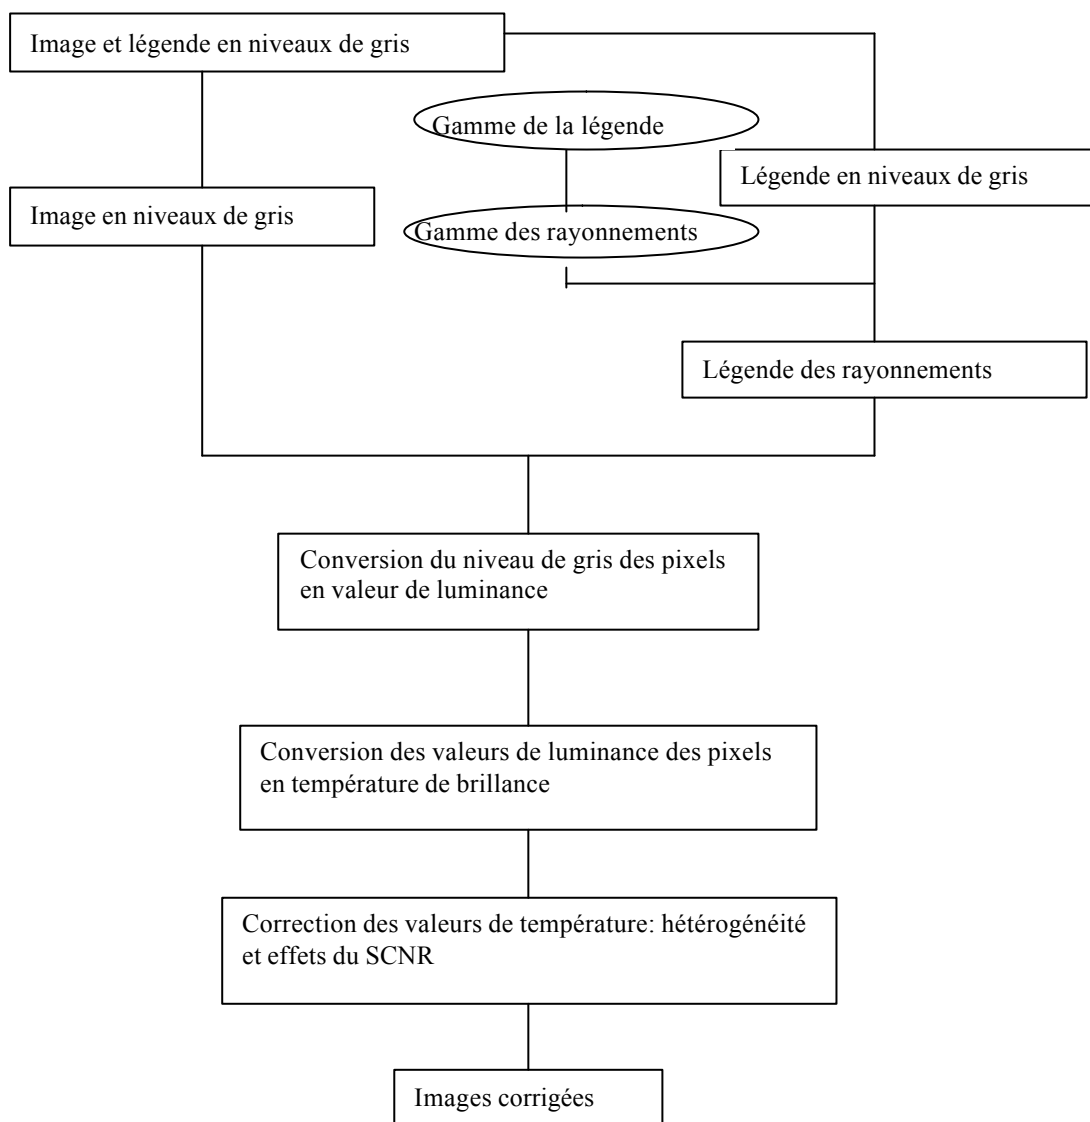 Image et légende en niveaux de gris
Gamme de la légende
Légende en niveaux de gris
Image en niveaux de gris
Gamme des rayonnements
Légende des rayonnements
Conversion du niveau de gris des pixels
en valeur de luminance
Conversion des valeurs de luminance des pixels
en température de brillance
Correction des valeurs de température: hétérogénéité
et effets du SCNR
Images corrigées